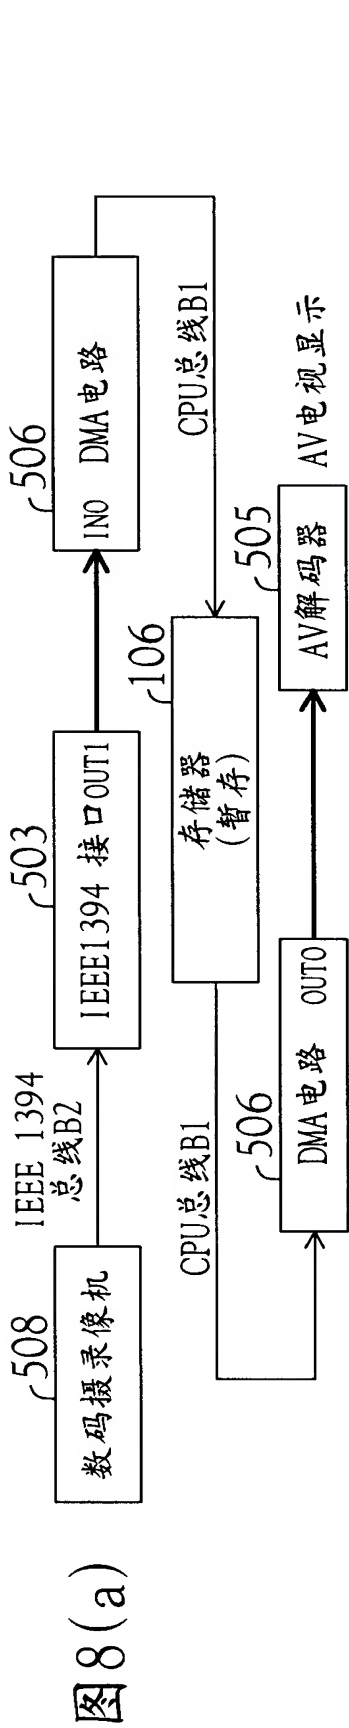 图8(a)
508
数码摄录像机
IEEE 1394
总线B2
503
IEEE1394 接口OUT1
506
IN0 DMA电路
CPU总线B1
106
存储器
(暂存)
CPU总线B1
506
DMA电路 OUT0
505
AV解码器
AV电视显示